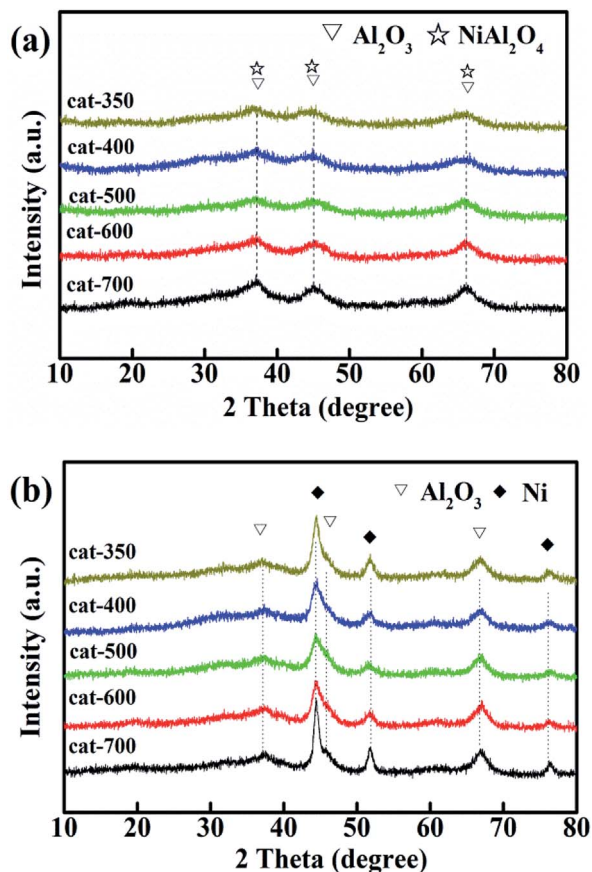 (a)
▽ Al₂O₃ ☆ NiAl₂O₄
cat-350
cat-400
cat-500
cat-600
cat-700
Intensity (a.u.)
10 20 30 40 50 60 70 80
2 Theta (degree)
(b)
▽ Al₂O₃ ◆ Ni
cat-350
cat-400
cat-500
cat-600
cat-700
Intensity (a.u.)
10 20 30 40 50 60 70 80
2 Theta (degree)